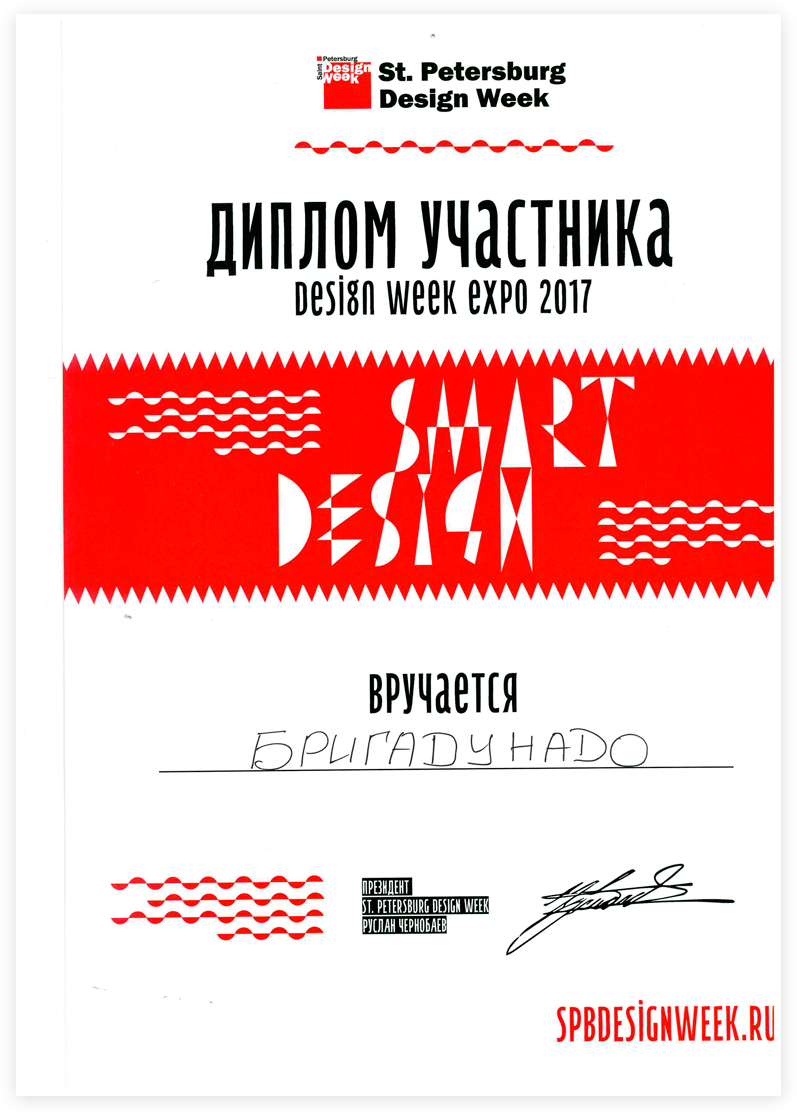 Saint Petersburg
Design
Week
St. Petersburg
Design Week
ДИПЛОМ УЧАСТНИКА
Design Week Expo 2017
SMART
DESIGN
Вручается
БРИГАДУНАДО
ПРЕЗИДЕНТ
ST. PETERSBURG DESIGN WEEK
РУСЛАН ЧЕРНОБАЕВ
SPBDESIGNWEEK.RU